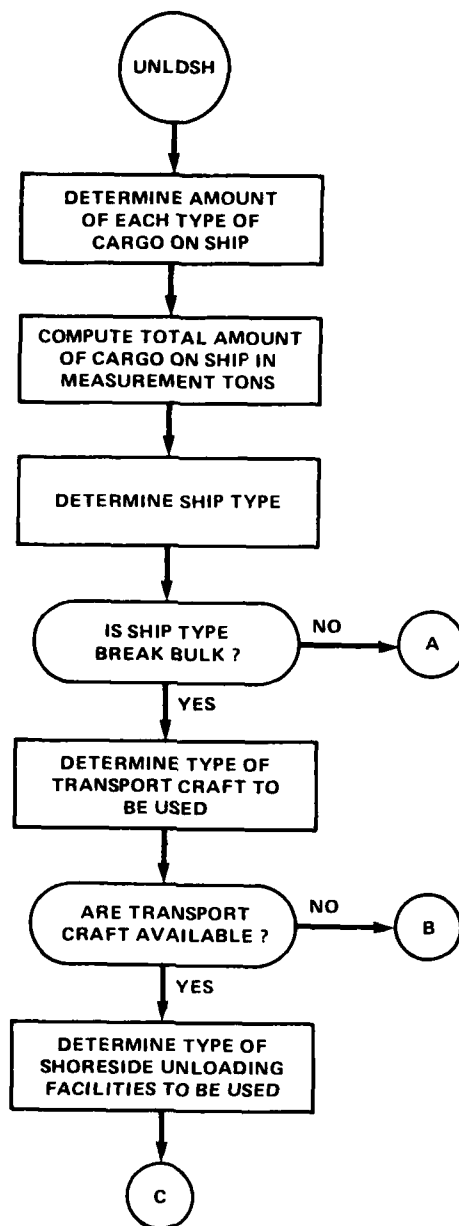 UNLDSH
DETERMINE AMOUNT
OF EACH TYPE OF
CARGO ON SHIP
COMPUTE TOTAL AMOUNT
OF CARGO ON SHIP IN
MEASUREMENT TONS
DETERMINE SHIP TYPE
IS SHIP TYPE
BREAK BULK ?
NO
A
YES
DETERMINE TYPE OF
TRANSPORT CRAFT TO
BE USED
ARE TRANSPORT
CRAFT AVAILABLE ?
NO
B
YES
DETERMINE TYPE OF
SHORESIDE UNLOADING
FACILITIES TO BE USED
C